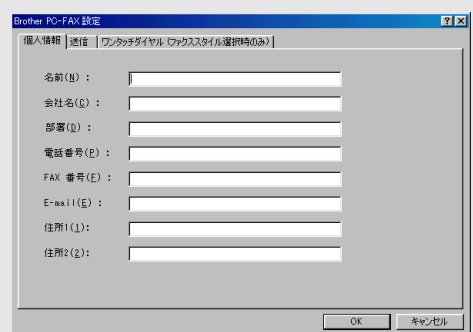 Brother PC-FAX 設定
個人情報 送信 ワンタッチダイヤル (ファクススタイル選択時のみ)
名前(N) :
会社名(C) :
部署(D) :
電話番号(P) :
FAX 番号(F) :
E-mail(E) :
住所1(1):
住所2(2):
OK キャンセル